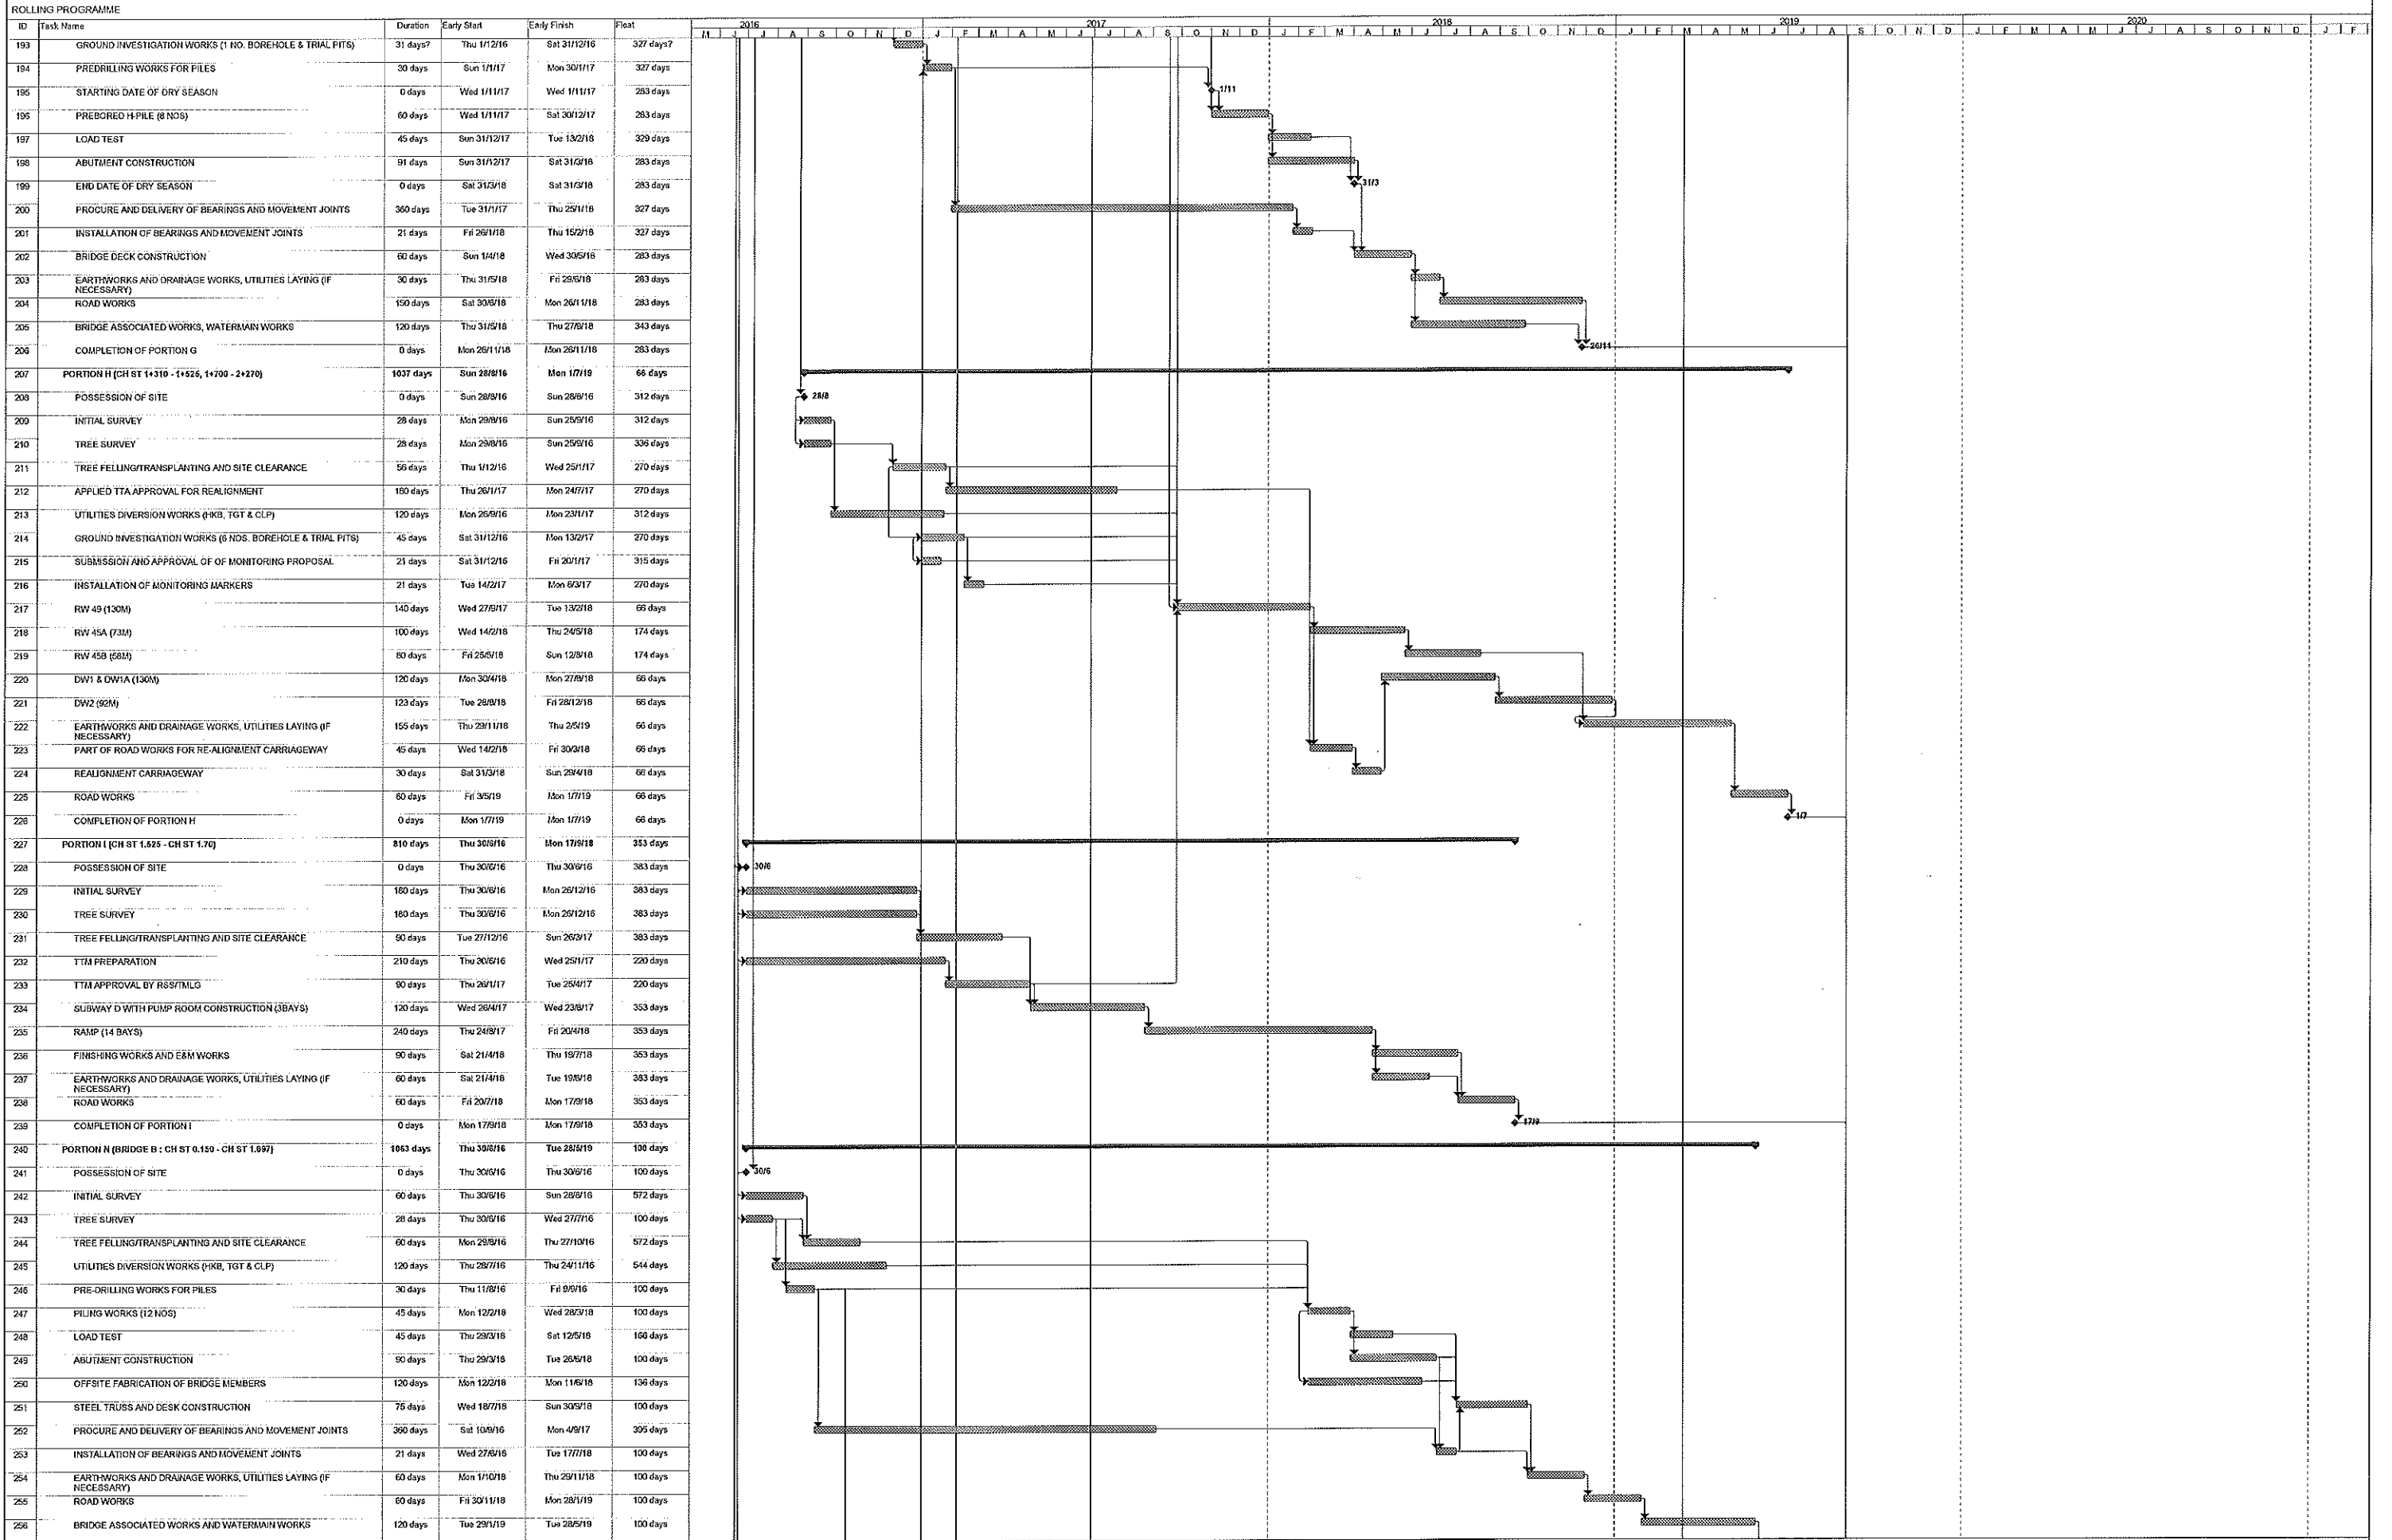 ROLLING PROGRAMME
ID Task Name Duration Early Start Early Finish Float 2016 2017 2018 2019 2020
M J J A S O N D J F M A M J J A S O N D J F M A M J J A S O N D J F M A M J J A S O N D J F M A M J J A S O N D J F
193 GROUND INVESTIGATION WORKS (1 NO. BOREHOLE & TRIAL PITS) 31 days? Thu 1/12/16 Sat 31/12/16 327 days?
194 PREDRILLING WORKS FOR PILES 30 days Sun 1/1/17 Mon 30/1/17 327 days
195 STARTING DATE OF DRY SEASON 0 days Wed 1/11/17 Wed 1/11/17 283 days 1/11
196 PREBORED H-PILE (8 NOS) 60 days Wed 1/11/17 Sat 30/12/17 283 days
197 LOAD TEST 45 days Sun 31/12/17 Tue 13/2/18 329 days
198 ABUTMENT CONSTRUCTION 91 days Sun 31/12/17 Sat 31/3/18 283 days
199 END DATE OF DRY SEASON 0 days Sat 31/3/18 Sat 31/3/18 283 days 31/3
200 PROCURE AND DELIVERY OF BEARINGS AND MOVEMENT JOINTS 360 days Tue 31/1/17 Thu 25/1/18 327 days
201 INSTALLATION OF BEARINGS AND MOVEMENT JOINTS 21 days Fri 26/1/18 Thu 15/2/18 327 days
202 BRIDGE DECK CONSTRUCTION 60 days Sun 1/4/18 Wed 30/5/18 283 days
203 EARTHWORKS AND DRAINAGE WORKS, UTILITIES LAYING (IF NECESSARY) 30 days Thu 31/5/18 Fri 29/6/18 283 days
204 ROAD WORKS 150 days Sat 30/6/18 Mon 26/11/18 283 days
205 BRIDGE ASSOCIATED WORKS, WATERMAIN WORKS 120 days Thu 31/5/18 Thu 27/9/18 343 days
206 COMPLETION OF PORTION G 0 days Mon 26/11/18 Mon 26/11/18 283 days 26/11
207 PORTION H (CH ST 1+310 - 1+525, 1+700 - 2+270) 1037 days Sun 28/8/16 Mon 1/7/19 66 days
208 POSSESSION OF SITE 0 days Sun 28/8/16 Sun 28/8/16 312 days 28/8
209 INITIAL SURVEY 28 days Mon 29/8/16 Sun 25/9/16 312 days
210 TREE SURVEY 28 days Mon 29/8/16 Sun 25/9/16 336 days
211 TREE FELLING/TRANSPLANTING AND SITE CLEARANCE 56 days Thu 1/12/16 Wed 25/1/17 270 days
212 APPLIED TTA APPROVAL FOR REALIGNMENT 180 days Thu 26/1/17 Mon 24/7/17 270 days
213 UTILITIES DIVERSION WORKS (HKB, TGT & CLP) 120 days Mon 26/9/16 Mon 23/1/17 312 days
214 GROUND INVESTIGATION WORKS (6 NOS. BOREHOLE & TRIAL PITS) 45 days Sat 31/12/16 Mon 13/2/17 270 days
215 SUBMISSION AND APPROVAL OF OF MONITORING PROPOSAL 21 days Sat 31/12/16 Fri 20/1/17 315 days
216 INSTALLATION OF MONITORING MARKERS 21 days Tue 14/2/17 Mon 6/3/17 270 days
217 RW 49 (130M) 140 days Wed 27/9/17 Tue 13/2/18 66 days
218 RW 45A (73M) 100 days Wed 14/2/18 Thu 24/5/18 174 days
219 RW 45B (58M) 80 days Fri 25/5/18 Sun 12/8/18 174 days
220 DW1 & DW1A (130M) 120 days Mon 30/4/18 Mon 27/8/18 66 days
221 DW2 (92M) 123 days Tue 28/8/18 Fri 28/12/18 66 days
222 EARTHWORKS AND DRAINAGE WORKS, UTILITIES LAYING (IF NECESSARY) 155 days Thu 29/11/18 Thu 2/5/19 66 days
223 PART OF ROAD WORKS FOR RE-ALIGNMENT CARRIAGEWAY 45 days Wed 14/2/18 Fri 30/3/18 66 days
224 REALIGNMENT CARRIAGEWAY 30 days Sat 31/3/18 Sun 29/4/18 66 days
225 ROAD WORKS 60 days Fri 3/5/19 Mon 1/7/19 66 days
226 COMPLETION OF PORTION H 0 days Mon 1/7/19 Mon 1/7/19 66 days 1/7
227 PORTION I (CH ST 1.525 - CH ST 1.70) 810 days Thu 30/6/16 Mon 17/9/18 353 days
228 POSSESSION OF SITE 0 days Thu 30/6/16 Thu 30/6/16 383 days 30/6
229 INITIAL SURVEY 180 days Thu 30/6/16 Mon 26/12/16 383 days
230 TREE SURVEY 180 days Thu 30/6/16 Mon 26/12/16 383 days
231 TREE FELLING/TRANSPLANTING AND SITE CLEARANCE 90 days Tue 27/12/16 Sun 26/3/17 383 days
232 TTM PREPARATION 210 days Thu 30/6/16 Wed 25/1/17 220 days
233 TTM APPROVAL BY RSS/TMLG 90 days Thu 26/1/17 Tue 25/4/17 220 days
234 SUBWAY D WITH PUMP ROOM CONSTRUCTION (3BAYS) 120 days Wed 26/4/17 Wed 23/8/17 353 days
235 RAMP (14 BAYS) 240 days Thu 24/8/17 Fri 20/4/18 353 days
236 FINISHING WORKS AND E&M WORKS 90 days Sat 21/4/18 Thu 19/7/18 353 days
237 EARTHWORKS AND DRAINAGE WORKS, UTILITIES LAYING (IF NECESSARY) 60 days Sat 21/4/18 Tue 19/6/18 383 days
238 ROAD WORKS 60 days Fri 20/7/18 Mon 17/9/18 353 days
239 COMPLETION OF PORTION I 0 days Mon 17/9/18 Mon 17/9/18 353 days 17/9
240 PORTION N (BRIDGE B : CH ST 0.150 - CH ST 1.097) 1063 days Thu 30/6/16 Tue 28/5/19 100 days
241 POSSESSION OF SITE 0 days Thu 30/6/16 Thu 30/6/16 100 days 30/6
242 INITIAL SURVEY 60 days Thu 30/6/16 Sun 28/8/16 572 days
243 TREE SURVEY 28 days Thu 30/6/16 Wed 27/7/16 100 days
244 TREE FELLING/TRANSPLANTING AND SITE CLEARANCE 60 days Mon 29/8/16 Thu 27/10/16 572 days
245 UTILITIES DIVERSION WORKS (HKB, TGT & CLP) 120 days Thu 28/7/16 Thu 24/11/16 544 days
246 PRE-DRILLING WORKS FOR PILES 30 days Thu 11/8/16 Fri 9/9/16 100 days
247 PILING WORKS (12 NOS) 45 days Mon 12/2/18 Wed 28/3/18 100 days
248 LOAD TEST 45 days Thu 29/3/18 Sat 12/5/18 166 days
249 ABUTMENT CONSTRUCTION 90 days Thu 29/3/18 Tue 26/6/18 100 days
250 OFFSITE FABRICATION OF BRIDGE MEMBERS 120 days Mon 12/2/18 Mon 11/6/18 136 days
251 STEEL TRUSS AND DESK CONSTRUCTION 75 days Wed 18/7/18 Sun 30/9/18 100 days
252 PROCURE AND DELIVERY OF BEARINGS AND MOVEMENT JOINTS 360 days Sat 10/9/16 Mon 4/9/17 395 days
253 INSTALLATION OF BEARINGS AND MOVEMENT JOINTS 21 days Wed 27/6/18 Tue 17/7/18 100 days
254 EARTHWORKS AND DRAINAGE WORKS, UTILITIES LAYING (IF NECESSARY) 60 days Mon 1/10/18 Thu 29/11/18 100 days
255 ROAD WORKS 60 days Fri 30/11/18 Mon 28/1/19 100 days
256 BRIDGE ASSOCIATED WORKS AND WATERMAIN WORKS 120 days Tue 29/1/19 Tue 28/5/19 100 days